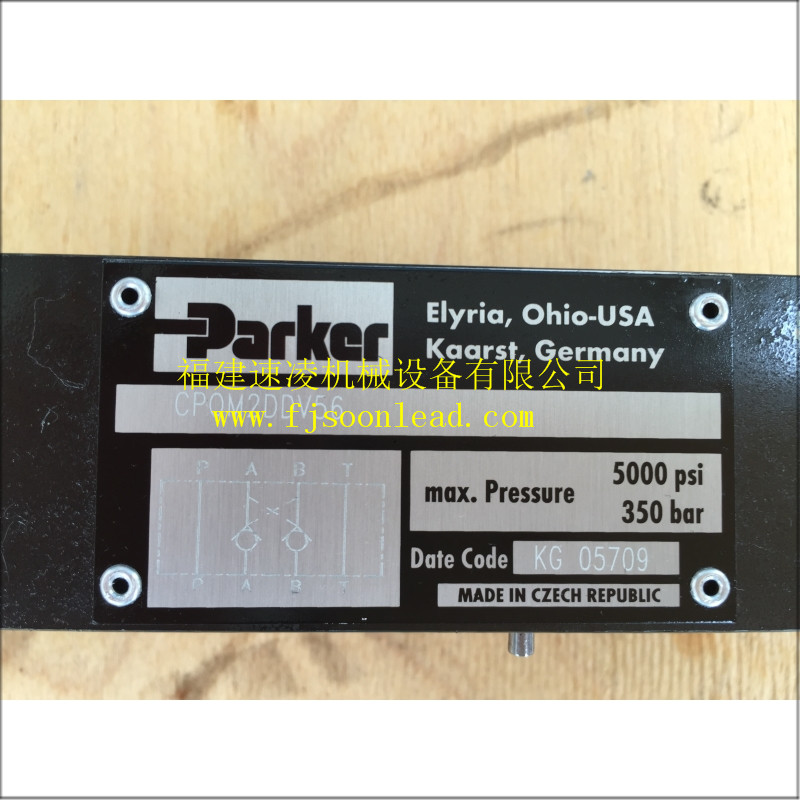 Parker
Elyria, Ohio-USA
Kaarst, Germany
福建速凌机械设备有限公司
CPOM2DDV56
www.fjsoonlead.com
P A B T
P A B T
max. Pressure
5000 psi
350 bar
Date Code KG 05709
MADE IN CZECH REPUBLIC